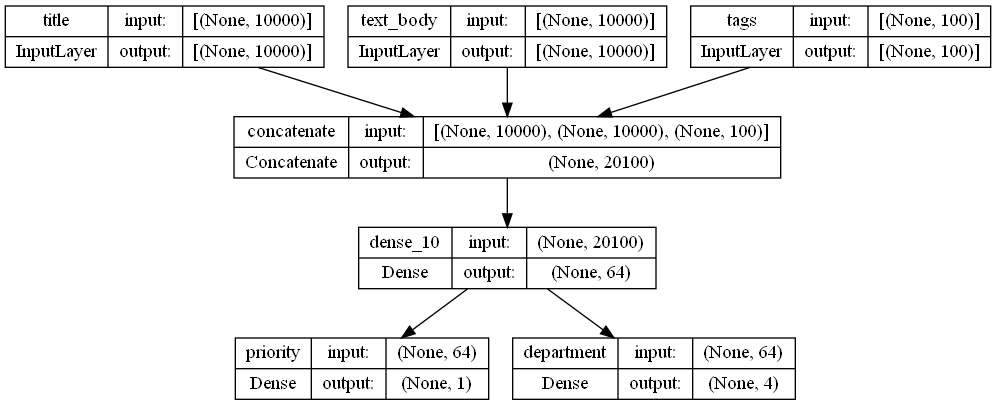 title input: [(None, 10000)]
InputLayer output: [(None, 10000)]
text_body input: [(None, 10000)]
InputLayer output: [(None, 10000)]
tags input: [(None, 100)]
InputLayer output: [(None, 100)]
concatenate input: [(None, 10000), (None, 10000), (None, 100)]
Concatenate output: (None, 20100)
dense_10 input: (None, 20100)
Dense output: (None, 64)
priority input: (None, 64)
Dense output: (None, 1)
department input: (None, 64)
Dense output: (None, 4)